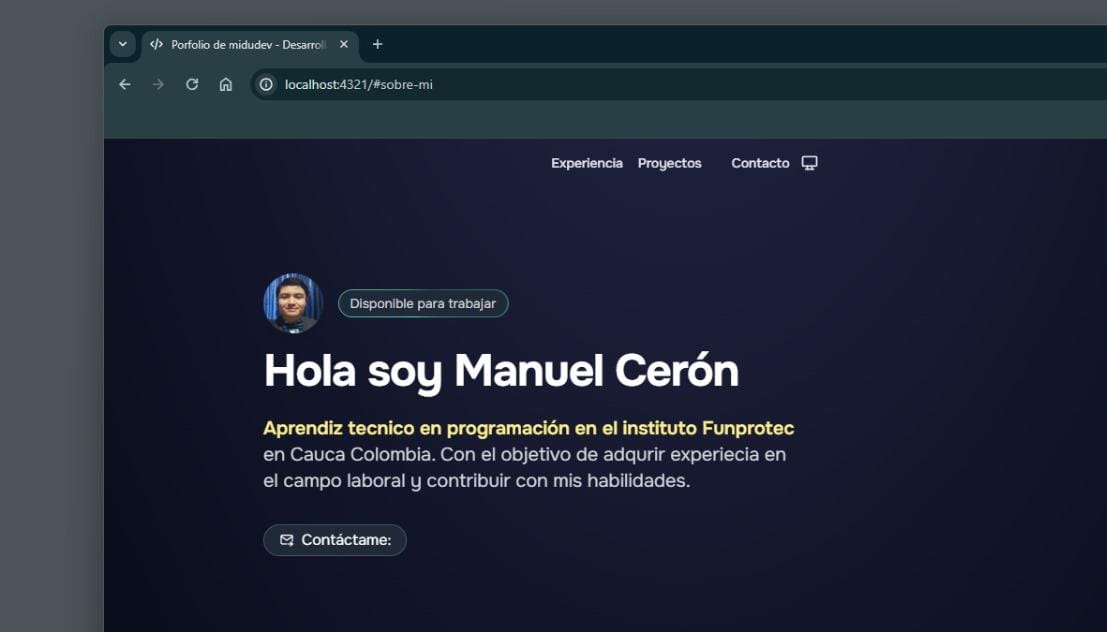 Porfolio de midudev - Desarroll
localhost:4321/#sobre-mi
Experiencia Proyectos Contacto
Disponible para trabajar
Hola soy Manuel Cerón
Aprendiz tecnico en programación en el instituto Funprotec
en Cauca Colombia. Con el objetivo de adqurir experiecia en
el campo laboral y contribuir con mis habilidades.
Contáctame: